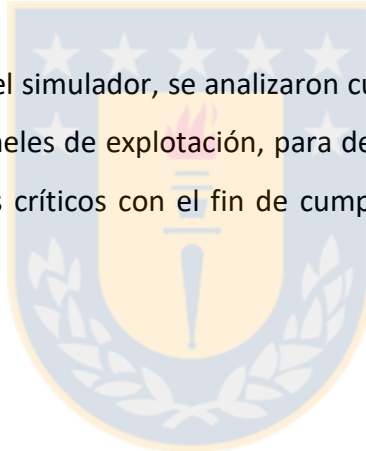 el simulador, se analizaron cu
neles de explotación, para de
s críticos con el fin de cump